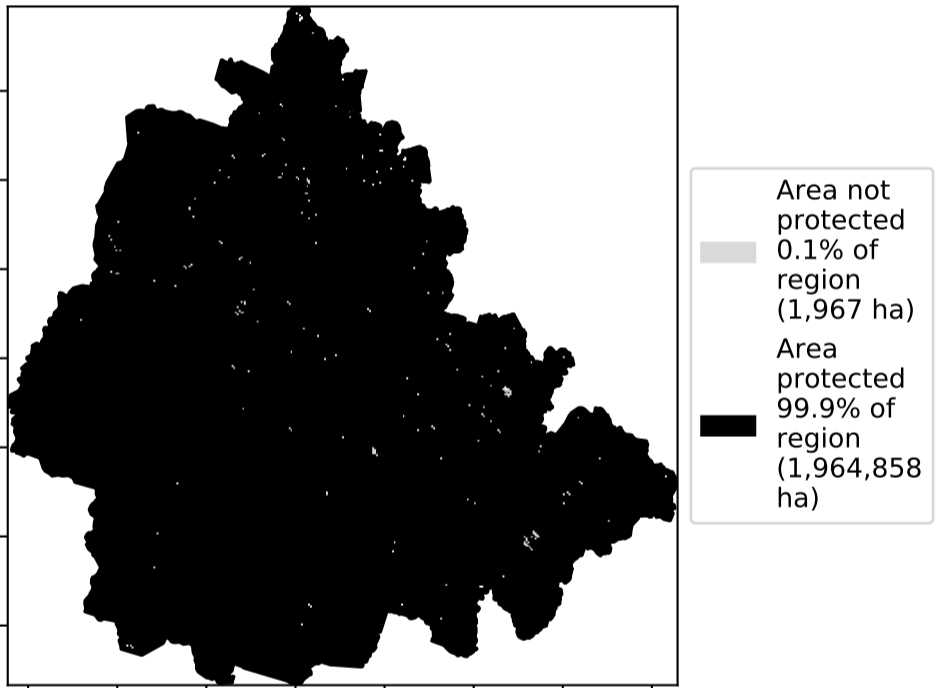 Area not
protected
0.1% of
region
(1,967 ha)
Area
protected
99.9% of
region
(1,964,858
ha)